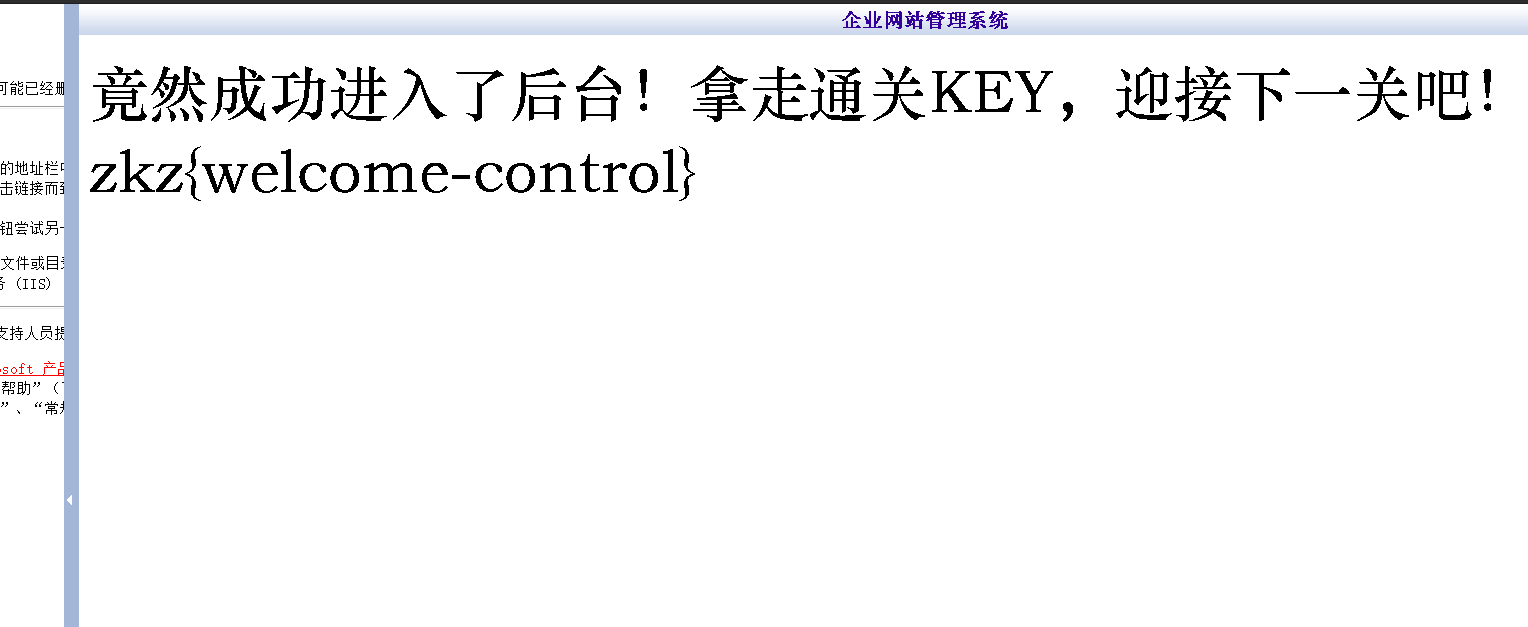 企业网站管理系统
竟然成功进入了后台！拿走通关KEY，迎接下一关吧！
zkz{welcome-control}
可能已经删
的地址栏中
击链接而到
钮尝试另一
文件或目录
务 (IIS)
支持人员提
osoft 产品
帮助”（
”、“常规